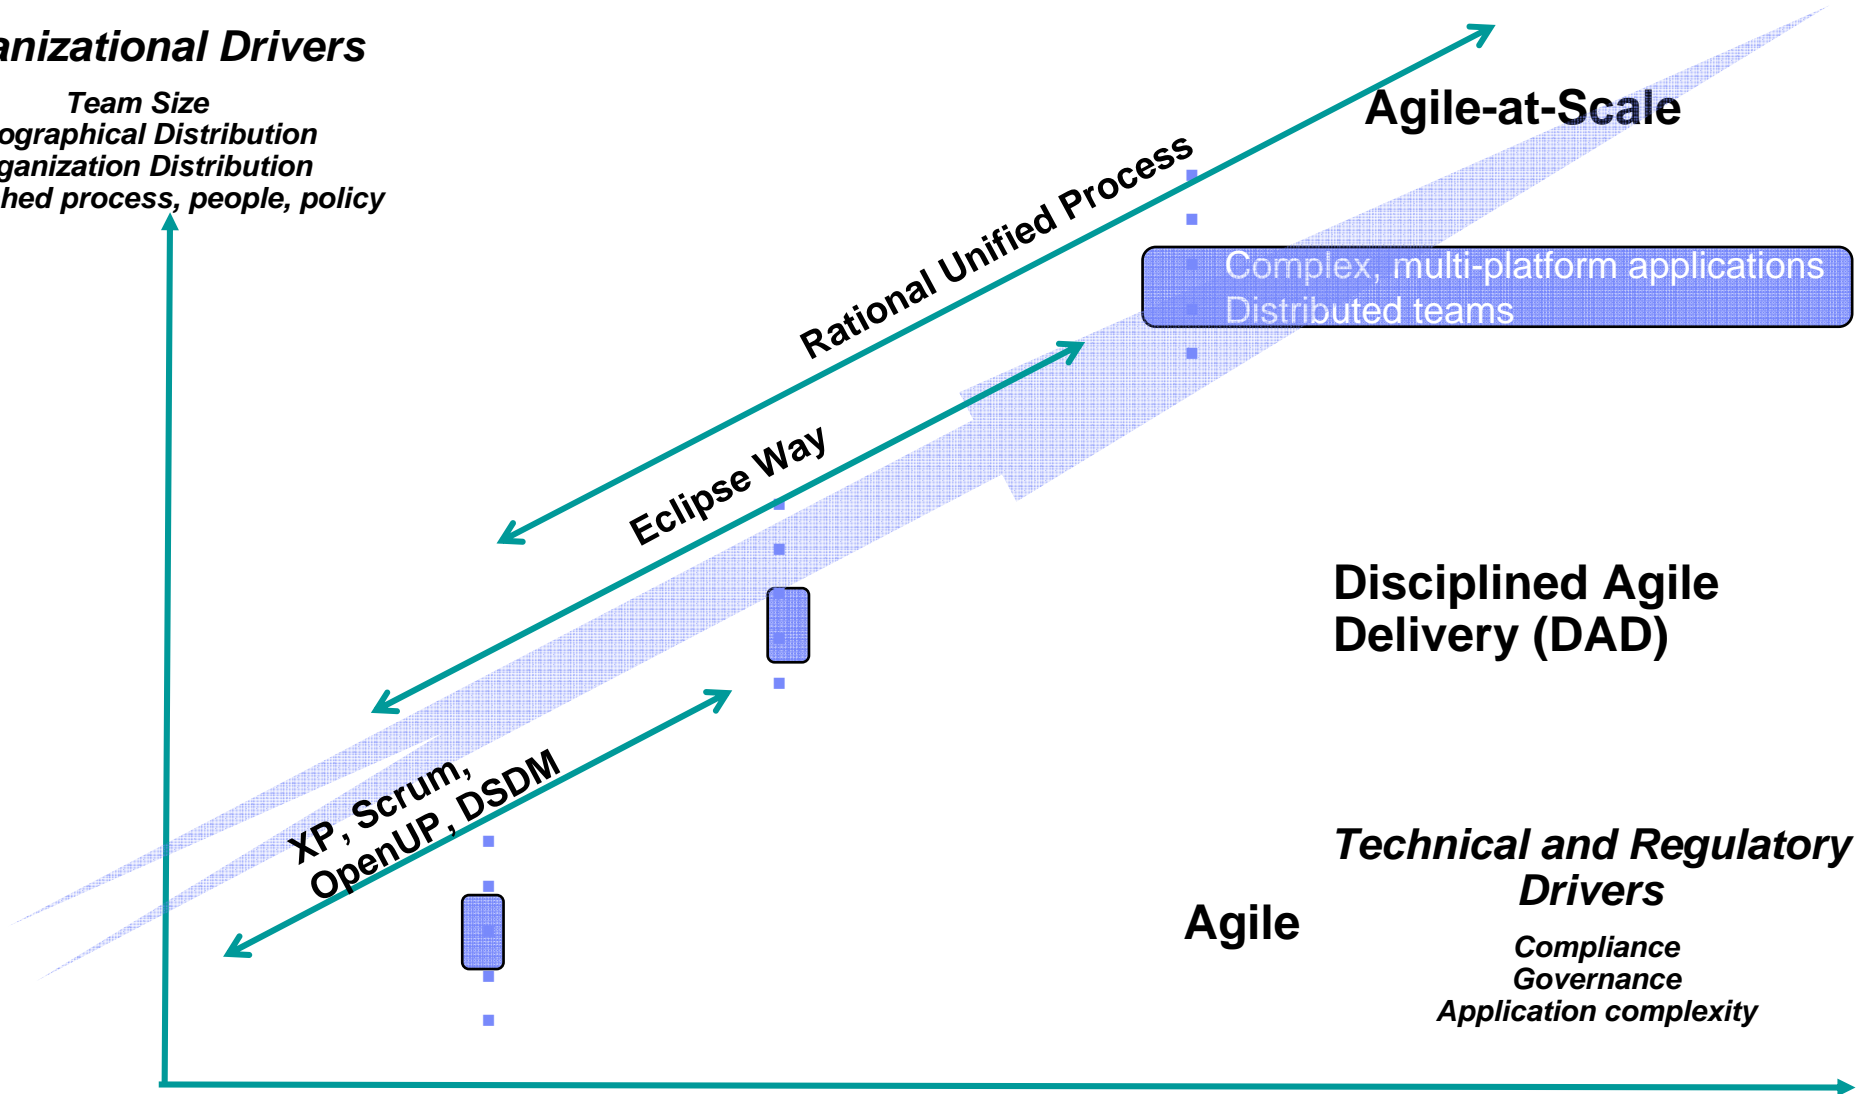 anizational Drivers
Team Size
ographical Distribution
ganization Distribution
hed process, people, policy
Agile-at-Scale
Rational Unified Process
Complex, multi-platform applications
Distributed teams
Eclipse Way
Disciplined Agile
Delivery (DAD)
XP, Scrum,
OpenUP, DSDM
Agile
Technical and Regulatory
Drivers
Compliance
Governance
Application complexity